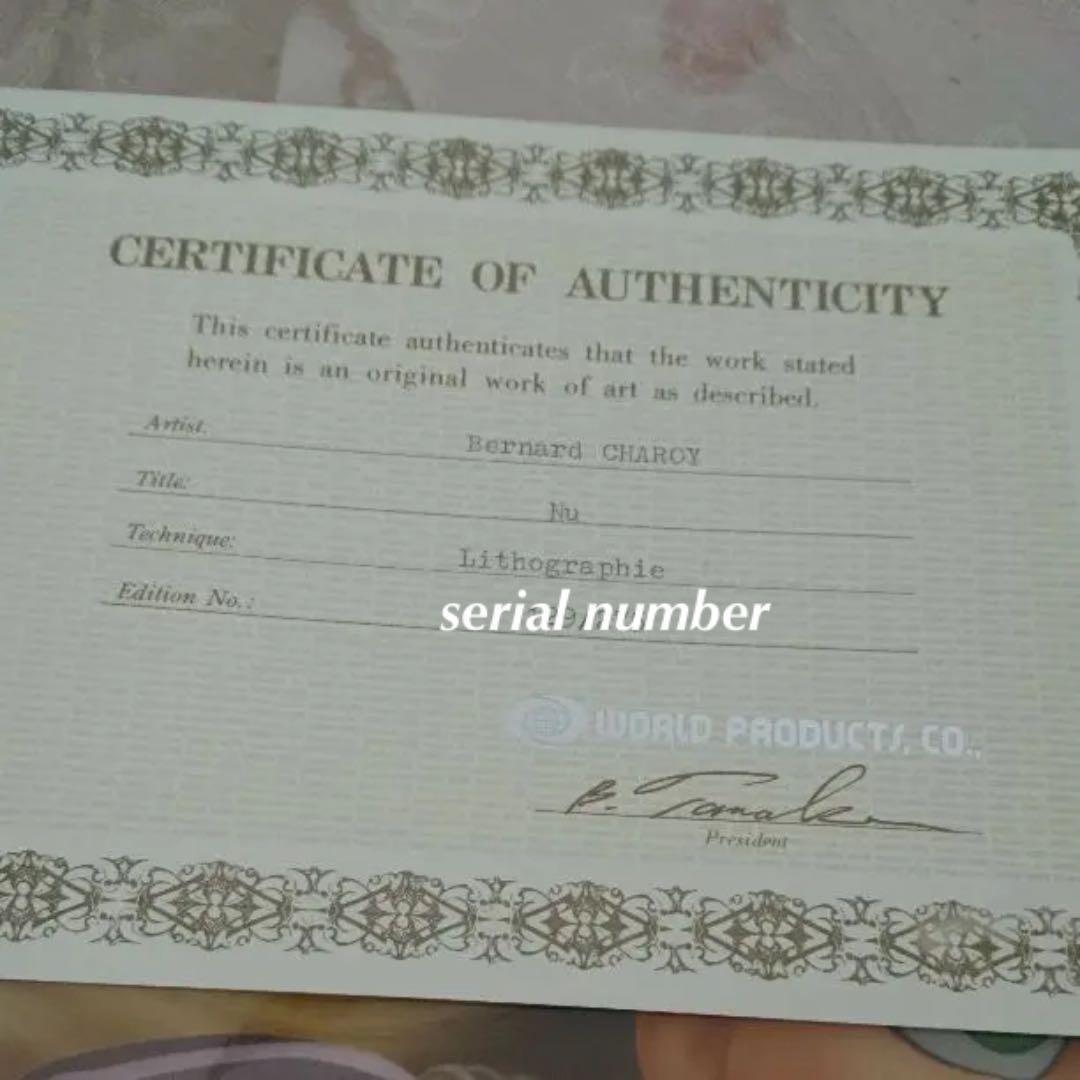 CERTIFICATE OF AUTHENTICITY
This certificate authenticates that the work stated
herein is an original work of art as described.
Artist.
Bernard CHAROY
Title:
Nu
Technique:
Lithographie
Edition No.:
serial number
WORLD PRODUCTS, CO.,
B. Tanaka
President